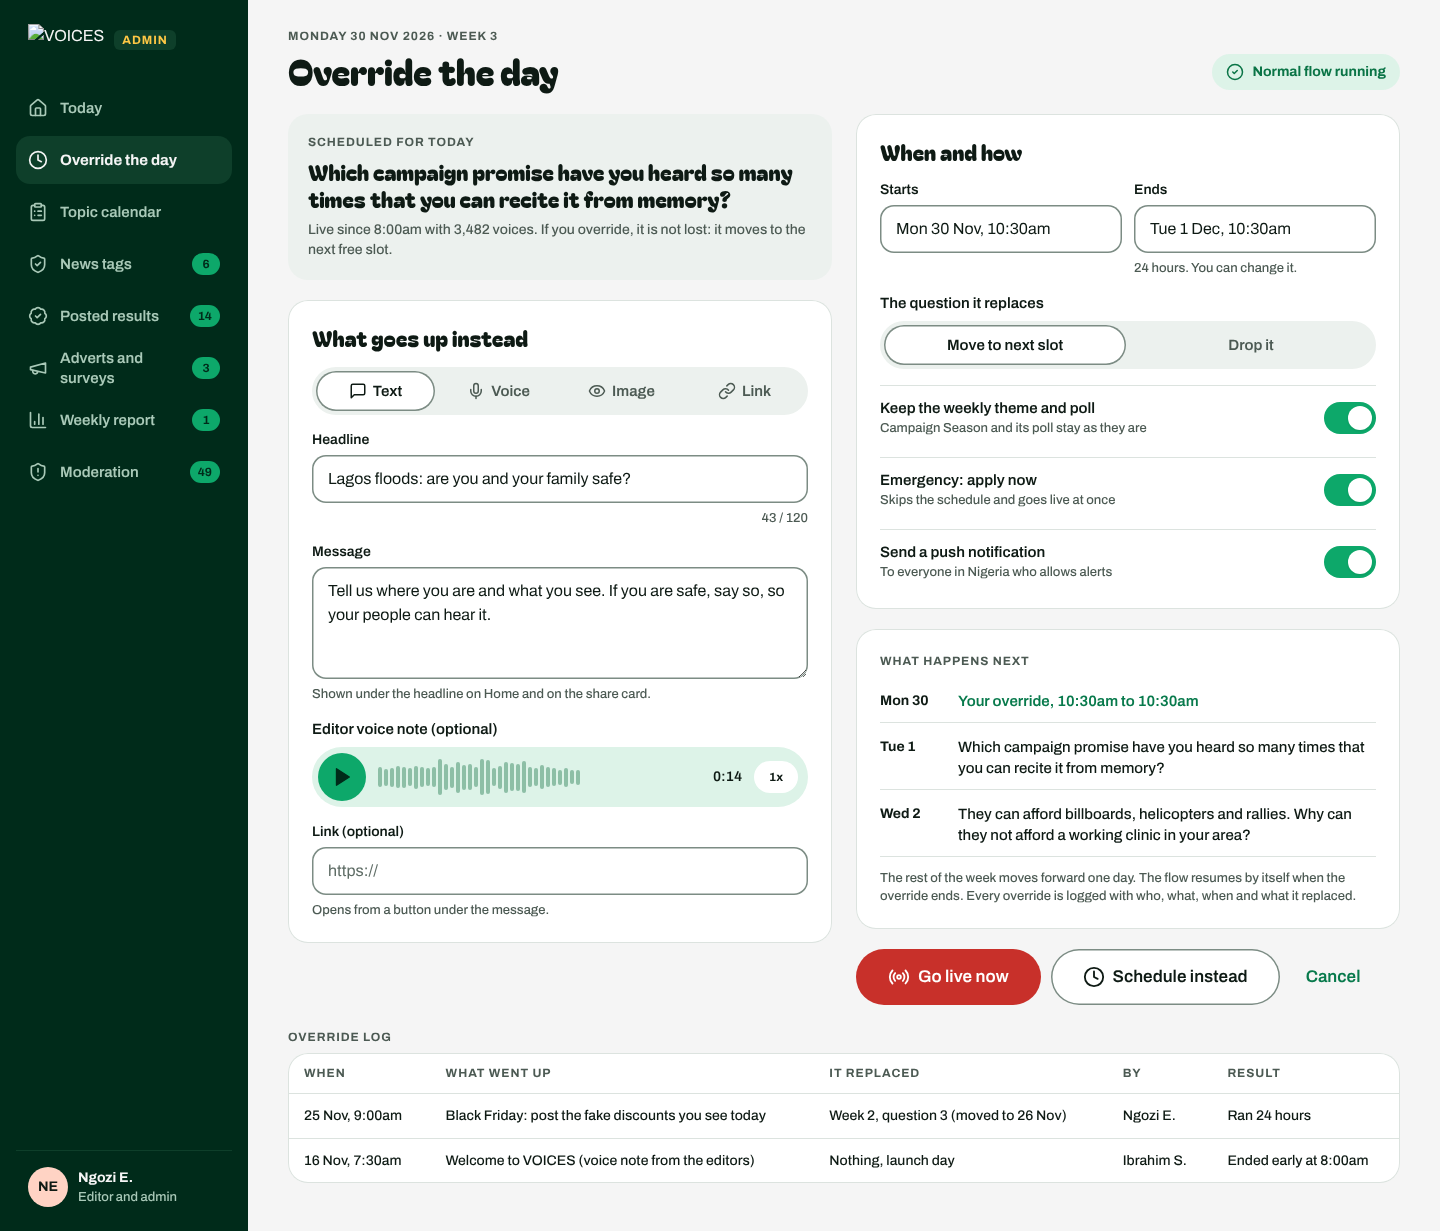 VOICES
ADMIN
Today
Override the day
Topic calendar
News tags
6
Posted results
14
Adverts and
surveys
3
Weekly report
1
Moderation
49
NE
Ngozi E.
Editor and admin
MONDAY 30 NOV 2026 · WEEK 3
Override the day
Normal flow running
SCHEDULED FOR TODAY
Which campaign promise have you heard so many
times that you can recite it from memory?
Live since 8:00am with 3,482 voices. If you override, it is not lost: it moves to the
next free slot.
What goes up instead
Text
Voice
Image
Link
Headline
Lagos floods: are you and your family safe?
43 / 120
Message
Tell us where you are and what you see. If you are safe, say so, so
your people can hear it.
Shown under the headline on Home and on the share card.
Editor voice note (optional)
0:14
1x
Link (optional)
https://
Opens from a button under the message.
When and how
Starts
Ends
Mon 30 Nov, 10:30am
Tue 1 Dec, 10:30am
24 hours. You can change it.
The question it replaces
Move to next slot
Drop it
Keep the weekly theme and poll
Campaign Season and its poll stay as they are
Emergency: apply now
Skips the schedule and goes live at once
Send a push notification
To everyone in Nigeria who allows alerts
WHAT HAPPENS NEXT
Mon 30
Your override, 10:30am to 10:30am
Tue 1
Which campaign promise have you heard so many times that
you can recite it from memory?
Wed 2
They can afford billboards, helicopters and rallies. Why can
they not afford a working clinic in your area?
The rest of the week moves forward one day. The flow resumes by itself when the
override ends. Every override is logged with who, what, when and what it replaced.
Go live now
Schedule instead
Cancel
OVERRIDE LOG
WHEN WHAT WENT UP IT REPLACED BY RESULT
25 Nov, 9:00am Black Friday: post the fake discounts you see today Week 2, question 3 (moved to 26 Nov) Ngozi E. Ran 24 hours
16 Nov, 7:30am Welcome to VOICES (voice note from the editors) Nothing, launch day Ibrahim S. Ended early at 8:00am